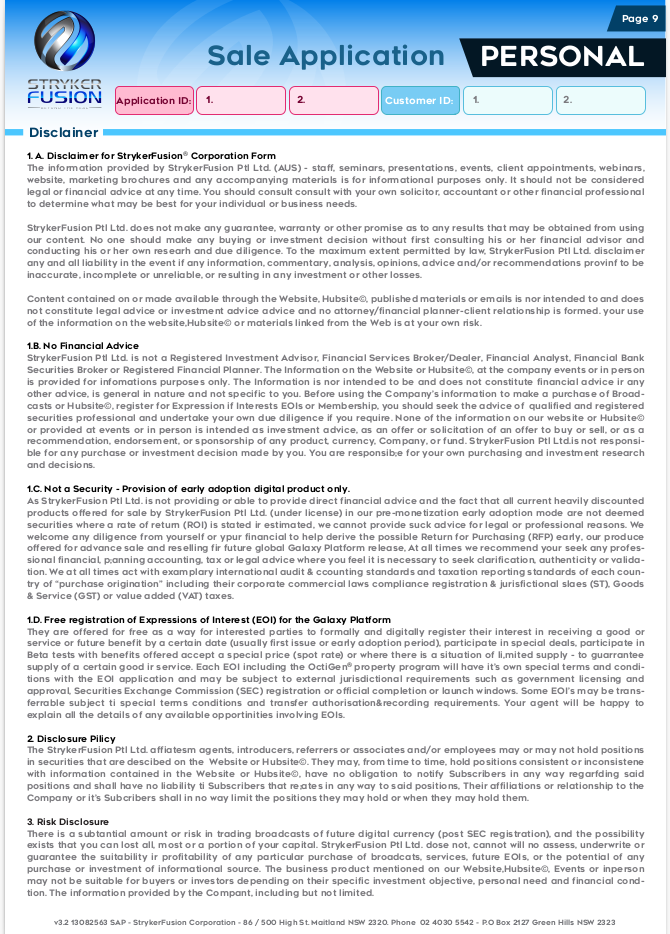 Page 9
Sale Application
PERSONAL
STRYKER
FUSION
Application ID:
1.
2.
Customer ID:
1.
2.
Disclainer
1. A. Disclaimer for StrykerFusion® Corporation Form
The information provided by StrykerFusion Ptl Ltd. (AUS) - staff, seminars, presentations, events, client appointments, webinars,
website, marketing brochures and any accompanying materials is for informational purposes only. It should not be considered
legal or financial advice at any time. You should consult consult with your own solicitor, accountant or other financial professional
to determine what may be best for your individual or business needs.
StrykerFusion Ptl Ltd. does not make any guarantee, warranty or other promise as to any results that may be obtained from using
our content. No one should make any buying or investment decision without first consulting his or her financial advisor and
conducting his or her own researh and due diligence. To the maximum extent permitted by law, StrykerFusion Ptl Ltd. disclaimer
any and all liability in the event if any information, commentary, analysis, opinions, advice and/or recommendations provinf to be
inaccurate, incomplete or unreliable, or resulting in any investment or other losses.
Content contained on or made available through the Website, Hubsite©, published materials or emails is nor intended to and does
not constitute legal advice or investment advice advice and no attorney/financial planner-client relationship is formed. your use
of the information on the website,Hubsite© or materials linked from the Web is at your own risk.
1.B. No Financial Advice
StrykerFusion Ptl Ltd. is not a Registered Investment Advisor, Financial Services Broker/Dealer, Financial Analyst, Financial Bank
Securities Broker or Registered Financial Planner. The Information on the Website or Hubsite©, at the company events or in person
is provided for infomations purposes only. The Information is nor intended to be and does not constitute financial advice ir any
other advice, is general in nature and not specific to you. Before using the Company's information to make a purchase of Broad-
casts or Hubsite©, register for Expression if Interests EOIs or Membership, you should seek the advice of qualified and registered
securities professional and undertake your own due diligence if you require. None of the information on our website or Hubsite©
or provided at events or in person is intended as investment advice, as an offer or solicitation of an offer to buy or sell, or as a
recommendation, endorsement, or sponsorship of any product, currency, Company, or fund. StrykerFusion Ptl Ltd.is not responsi-
ble for any purchase or investment decision made by you. You are responsib;e for your own purchasing and investment research
and decisions.
1.C. Not a Security - Provision of early adoption digital product only.
As StrykerFusion Ptl Ltd. is not providing or able to provide direct financial advice and the fact that all current heavily discounted
products offered for sale by StrykerFusion Ptl Ltd. (under license) in our pre-monetization early adoption mode are not deemed
securities where a rate of return (ROI) is stated ir estimated, we cannot provide suck advice for legal or professional reasons. We
welcome any diligence from yourself or ypur financial to help derive the possible Return for Purchasing (RFP) early, our produce
offered for advance sale and reselling fir future global Galaxy Platform release, At all times we recommend your seek any profes-
sional financial, p;anning accounting, tax or legal advice where you feel it is necessary to seek clarification, authenticity or valida-
tion. We at all times act with examplary international audit & counting standards and taxation reporting standards of each coun-
try of "purchase origination" including their corporate commercial laws compliance registration & jurisfictional slaes (ST), Goods
& Service (GST) or value added (VAT) taxes.
1.D. Free registration of Expressions of Interest (EOI) for the Galaxy Platform
They are offered for free as a way for interested parties to formally and digitally register their interest in receiving a good or
service or future benefit by a certain date (usually first issue or early adoption period), participate in special deals, participate in
Beta tests with benefits offered accept a special price (spot rate) or where there is a situation of li,mited supply - to guarantee
supply of a certain good ir service. Each EOI including the OctiGen® property program will have it's own special terms and condi-
tions with the EOI application and may be subject to external jurisdictional requirements such as government licensing and
approval, Securities Exchange Commission (SEC) registration or official completion or launch windows. Some EOI's may be trans-
ferrable subject ti special terms conditions and transfer authorisation&recording requirements. Your agent will be happy to
explain all the details of any available opportinities involving EOIs.
2. Disclosure Pilicy
The StrykerFusion Ptl Ltd. affiatesm agents, introducers, referrers or associates and/or employees may or may not hold positions
in securities that are descibed on the Website or Hubsite©. They may, from time to time, hold positions consistent or inconsistene
with information contained in the Website or Hubsite©, have no obligation to notify Subscribers in any way regarfding said
positions and shall have no liability ti Subscribers that re;ates in any way to said positions, Their affiliations or relationship to the
Company or it's Subcribers shall in no way limit the positions they may hold or when they may hold them.
3. Risk Disclosure
There is a subtantial amount or risk in trading broadcasts of future digital currency (post SEC registration), and the possibility
exists that you can lost all, most or a portion of your capital. StrykerFusion Ptl Ltd. dose not, cannot will no assess, underwrite or
guarantee the suitability ir profitability of any particular purchase of broadcats, services, future EOIs, or the potential of any
purchase or investment of informational source. The business product mentioned on our Website,Hubsite©, Events or inperson
may not be suitable for buyers or investors depending on their specific investment objective, personal need and financial cond-
tion. The information provided by the Company, including but not limited.
v3.2 13082563 SAP - StrykerFusion Corporation - 86 / 500 High St. Maitland NSW 2320. Phone 02 4030 5542 - P.O Box 2127 Green Hills NSW 2323